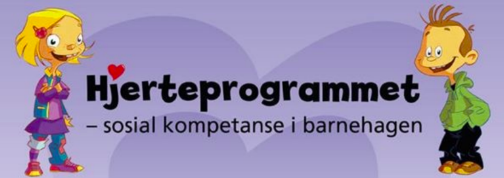 Hjerteprogrammet
– sosial kompetanse i barnehagen